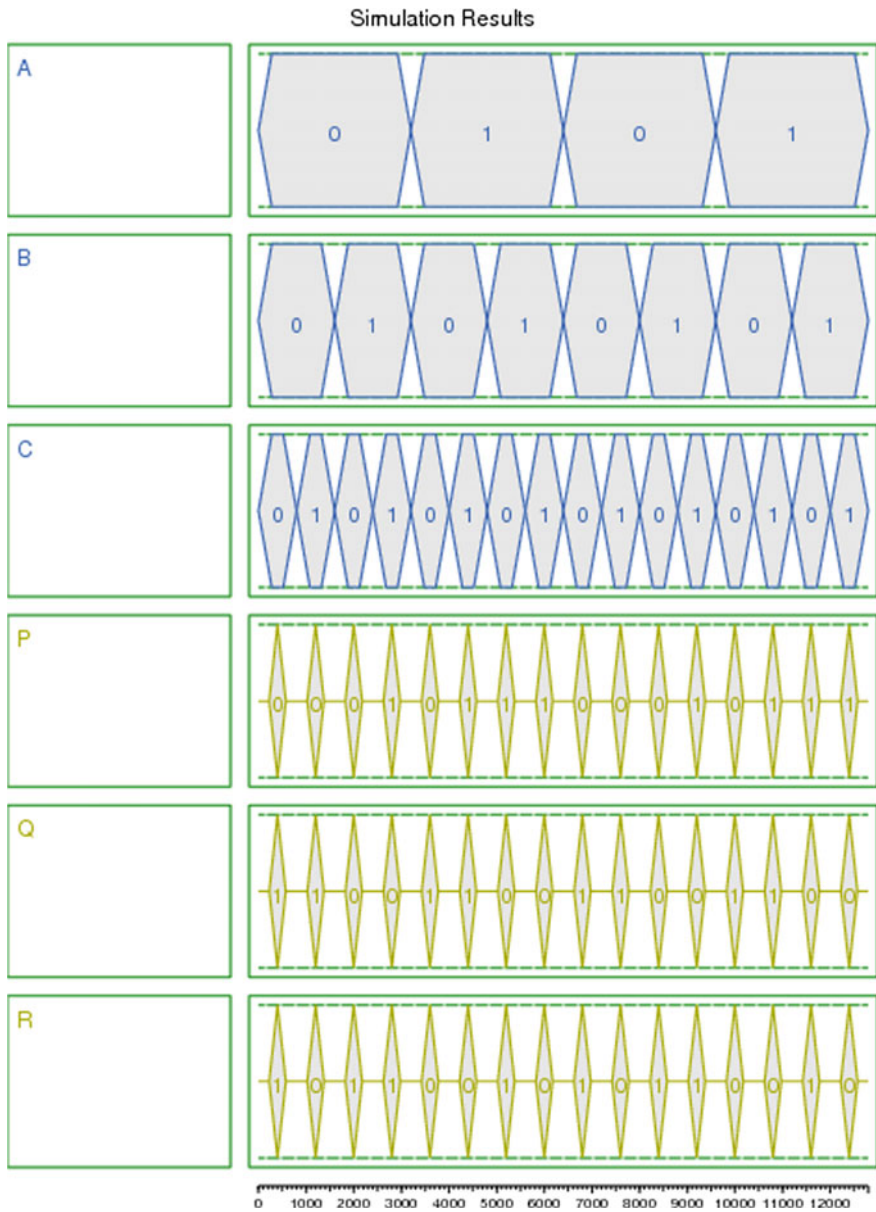 Simulation Results
A
0 1 0 1
B
0 1 0 1 0 1 0 1
C
0 1 0 1 0 1 0 1 0 1 0 1 0 1 0 1
P
0 0 0 1 0 1 1 1 0 0 0 1 0 1 1 1
Q
1 1 0 0 1 1 0 0 1 1 0 0 1 1 0 0
R
1 0 1 1 0 0 1 0 1 0 1 1 0 0 1 0
0 1000 2000 3000 4000 5000 6000 7000 8000 9000 10000 11000 12000